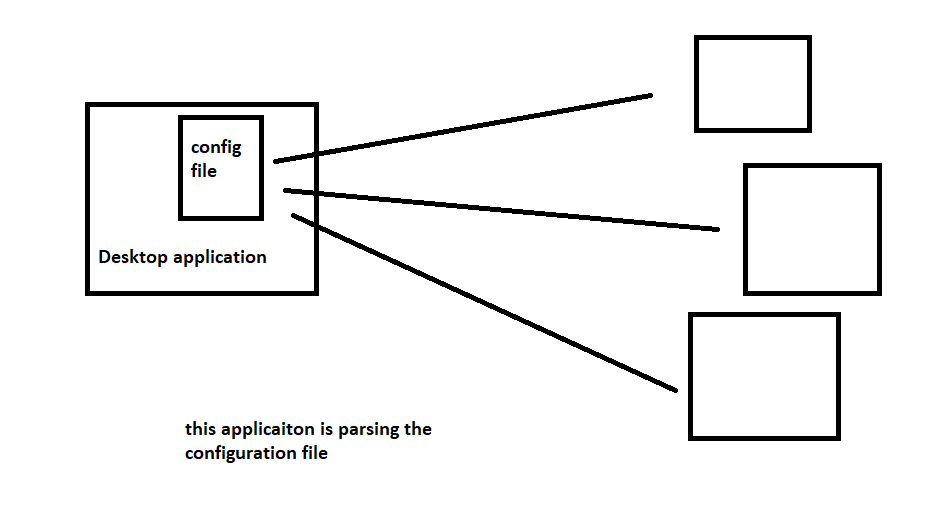 config
file
Desktop application
this applicaiton is parsing the
configuration file